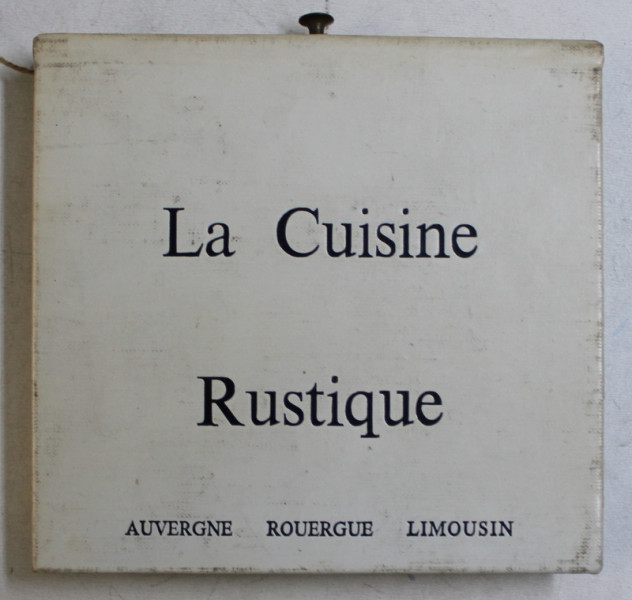 La Cuisine
Rustique
AUVERGNE ROUERGUE LIMOUSIN